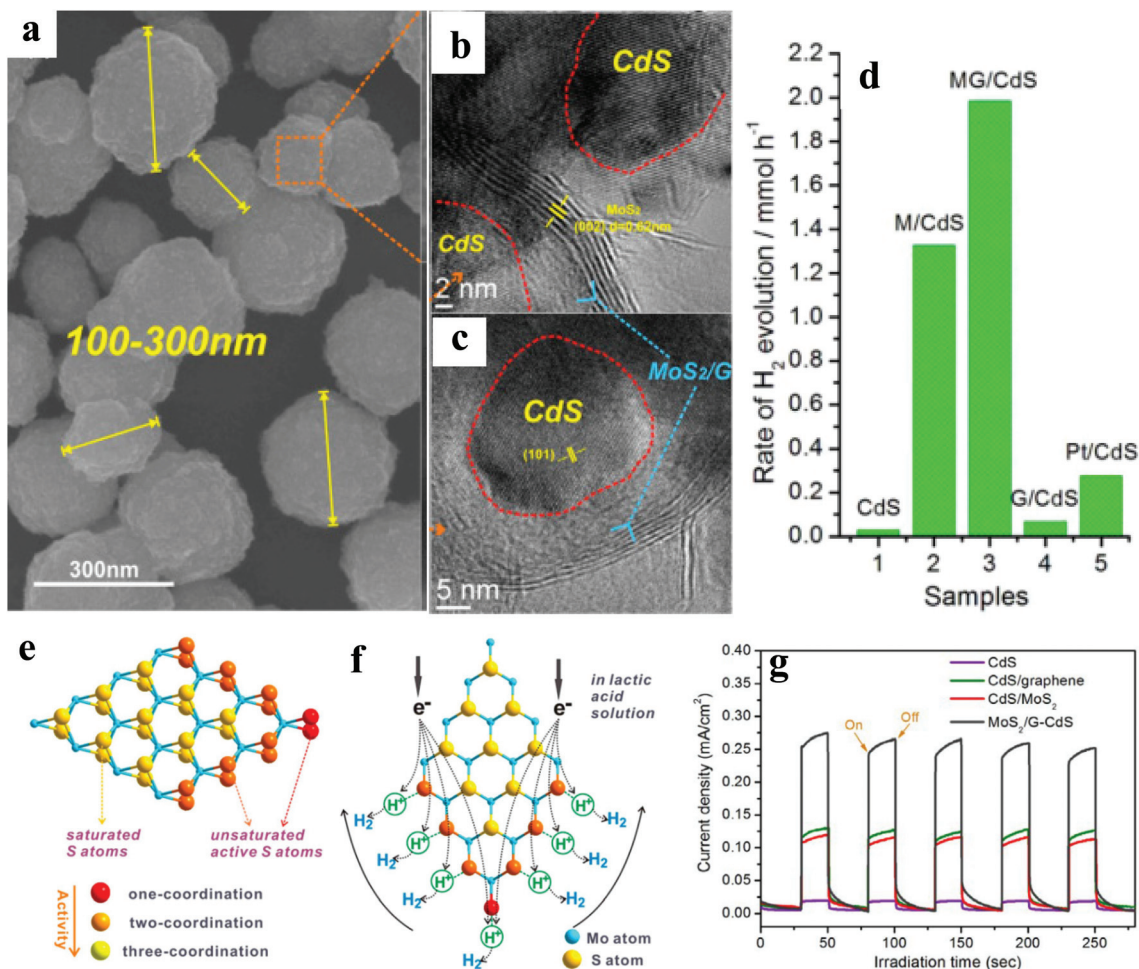 a
100-300nm
300nm
b
CdS
MoS₂
(002) d=0.62nm
CdS
2 nm
c
MoS₂/G
CdS
(101)
5 nm
d
Rate of H₂ evolution / mmol h⁻¹
2.2
2.0
1.8
1.6
1.4
1.2
1.0
0.8
0.6
0.4
0.2
0.0
CdS
M/CdS
MG/CdS
G/CdS
Pt/CdS
1 2 3 4 5
Samples
e
saturated
S atoms
unsaturated
active S atoms
Activity
one-coordination
two-coordination
three-coordination
f
e-
e-
in lactic
acid
solution
H⁺
H⁺
H₂
H₂
H⁺
H⁺
H₂
H₂
H⁺
H⁺
H₂
H₂
H⁺
H₂
Mo atom
S atom
g
Current density (mA/cm²)
0.40
0.35
0.30
0.25
0.20
0.15
0.10
0.05
0.00
CdS
CdS/graphene
CdS/MoS₂
MoS₂/G-CdS
On
Off
0 50 100 150 200 250
Irradiation time (sec)